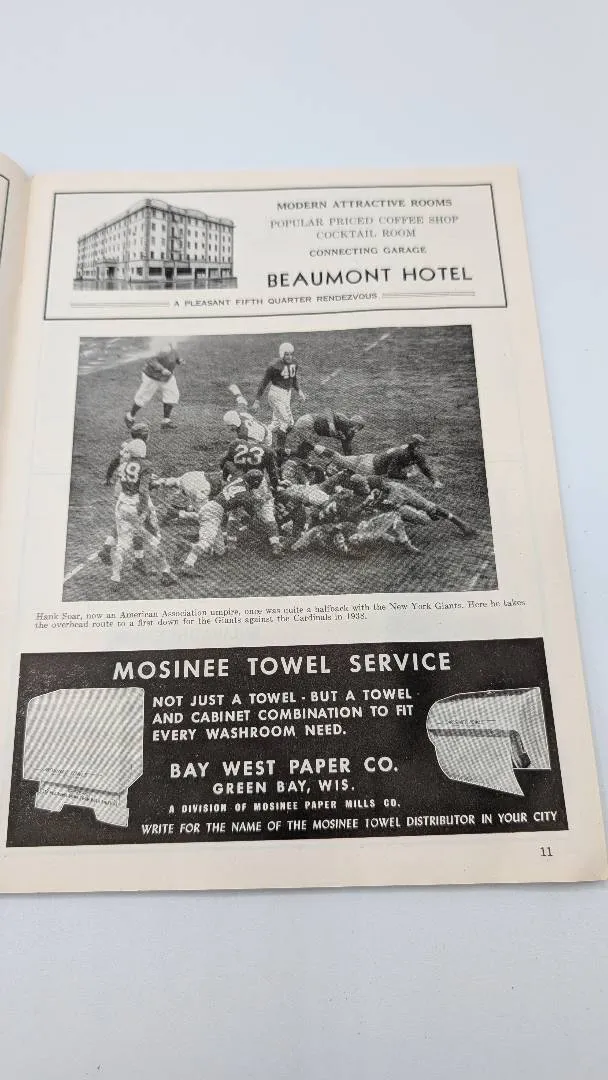 MODERN ATTRACTIVE ROOMS
POPULAR PRICED COFFEE SHOP
COCKTAIL ROOM
CONNECTING GARAGE
BEAUMONT HOTEL
A PLEASANT FIFTH QUARTER RENDEZVOUS
40
23
49
Hank Soar, now an American Association umpire, once was quite a halfback with the New York Giants. Here he takes
the overhead route to a first down for the Giants against the Cardinals in 1938.
MOSINEE TOWEL SERVICE
NOT JUST A TOWEL - BUT A TOWEL
AND CABINET COMBINATION TO FIT
EVERY WASHROOM NEED.
BAY WEST PAPER CO.
GREEN BAY, WIS.
A DIVISION OF MOSINEE PAPER MILLS CO.
WRITE FOR THE NAME OF THE MOSINEE TOWEL DISTRIBUTOR IN YOUR CITY
11